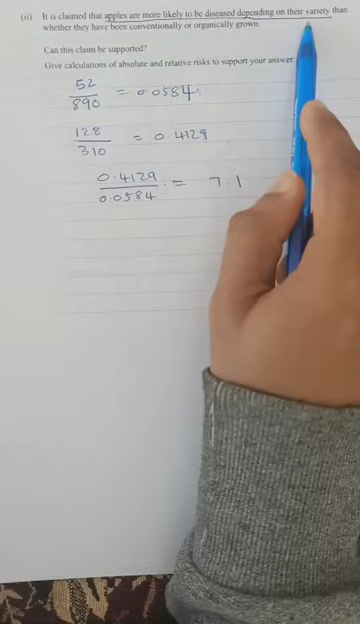 (ii) It is claimed that apples are more likely to be diseased depending on their variety than
whether they have been conventionally or organically grown.
Can this claim be supported?
Give calculations of absolute and relative risks to support your answer.
52/890 = 0.0584
128/310 = 0.4129
0.4129/0.0584 = 7.1